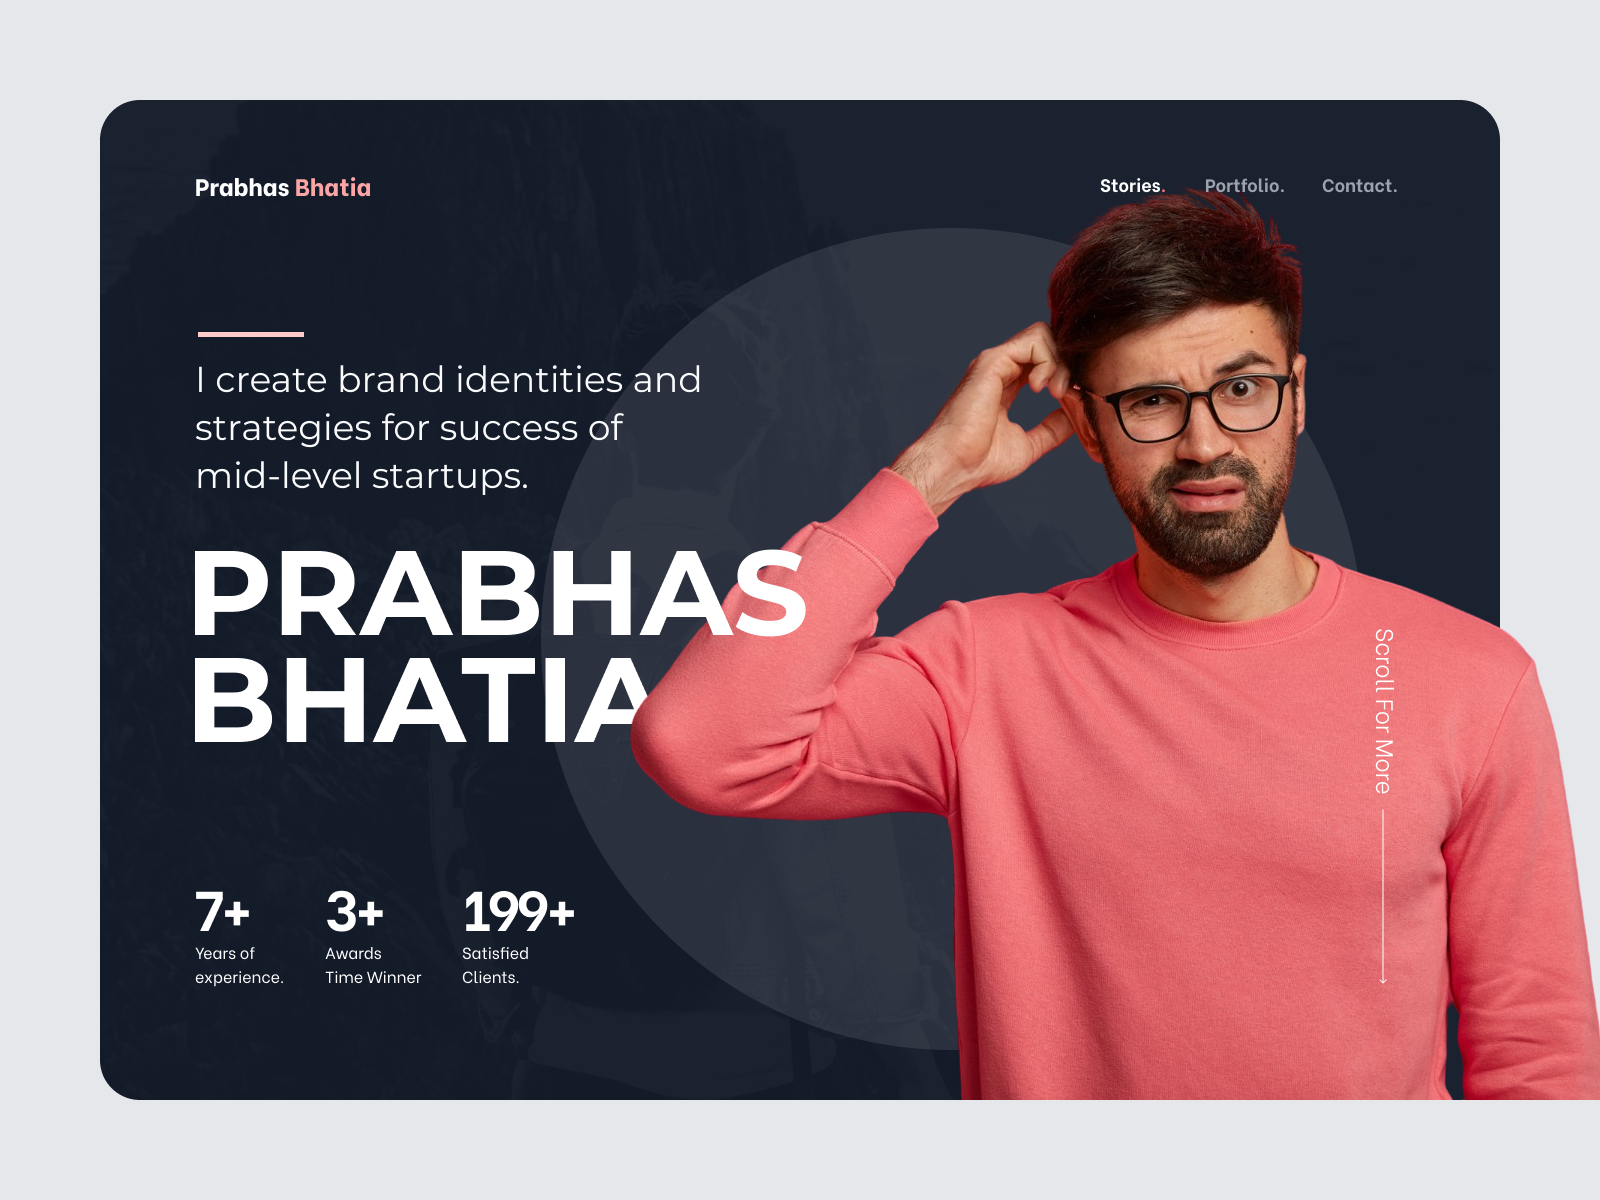 Prabhas Bhatia
Stories. Portfolio. Contact.
I create brand identities and
strategies for success of
mid-level startups.
PRABHAS
BHATIA
Scroll For More
7+
Years of
experience.
3+
Awards
Time Winner
199+
Satisfied
Clients.